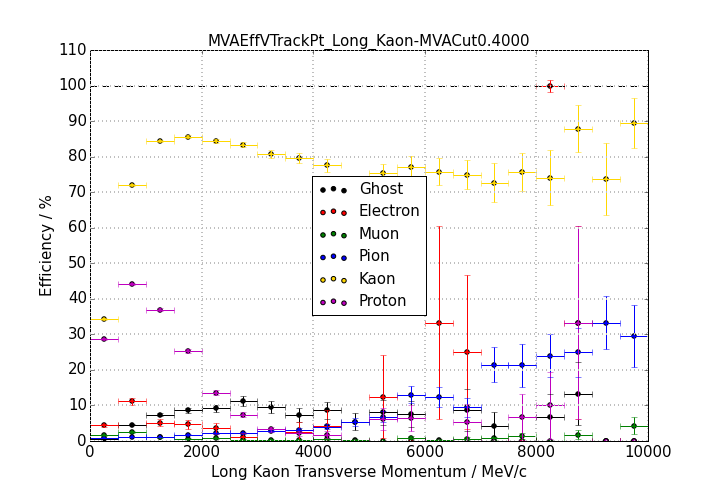 MVAEffVTrackPt_Long_Kaon-MVACut0.4000
110
100
90
80
70
60
50
40
30
20
10
0
Efficiency / %
Ghost
Electron
Muon
Pion
Kaon
Proton
0 2000 4000 6000 8000 10000
Long Kaon Transverse Momentum / MeV/c